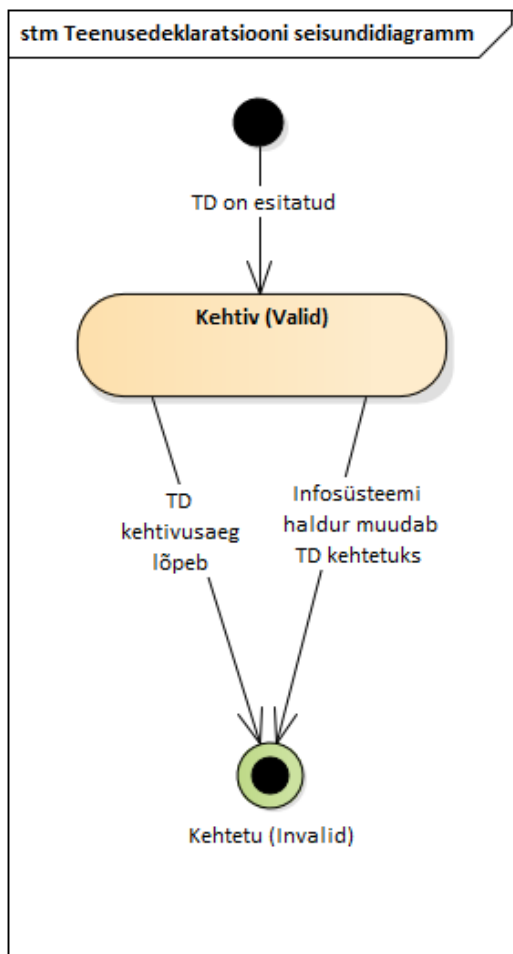 stm Teenusedeklaratsiooni seisundidiagramm
TD on esitatud
Kehtiv (Valid)
TD
kehtivusaeg
lõpeb
Infosüsteemi
haldur muudab
TD kehtetuks
Kehtetu (Invalid)